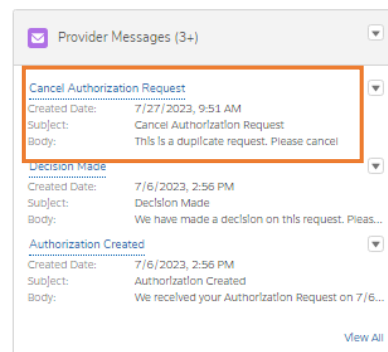 Provider Messages (3+)
Cancel Authorization Request
Created Date: 7/27/2023, 9:51 AM
Subject: Cancel Authorization Request
Body: This is a duplicate request. Please cancel
Decision Made
Created Date: 7/6/2023, 2:56 PM
Subject: Decision Made
Body: We have made a decision on this request. Pleas...
Authorization Created
Created Date: 7/6/2023, 2:56 PM
Subject: Authorization Created
Body: We received your Authorization Request on 7/6...
View All